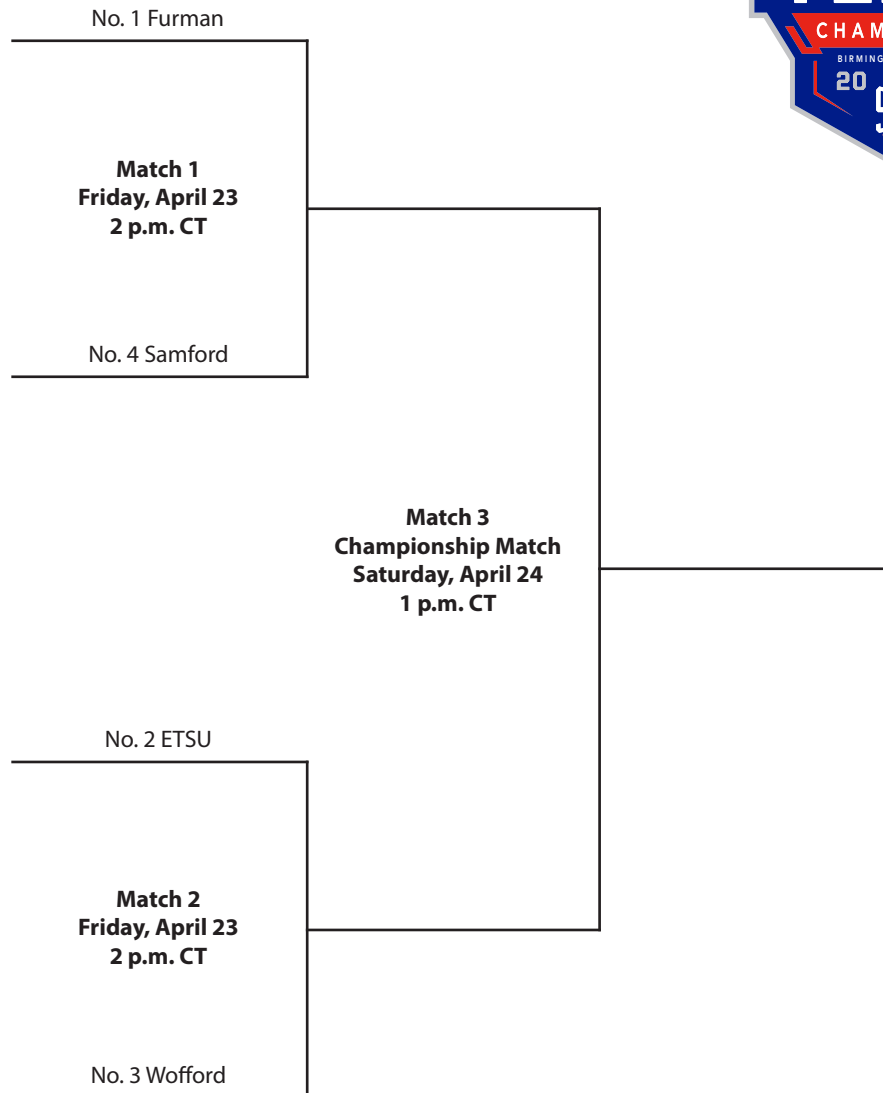 No. 1 Furman
CHAM
BIRMING
20
Match 1
Friday, April 23
2 p.m. CT
No. 4 Samford
Match 3
Championship Match
Saturday, April 24
1 p.m. CT
No. 2 ETSU
Match 2
Friday, April 23
2 p.m. CT
No. 3 Wofford